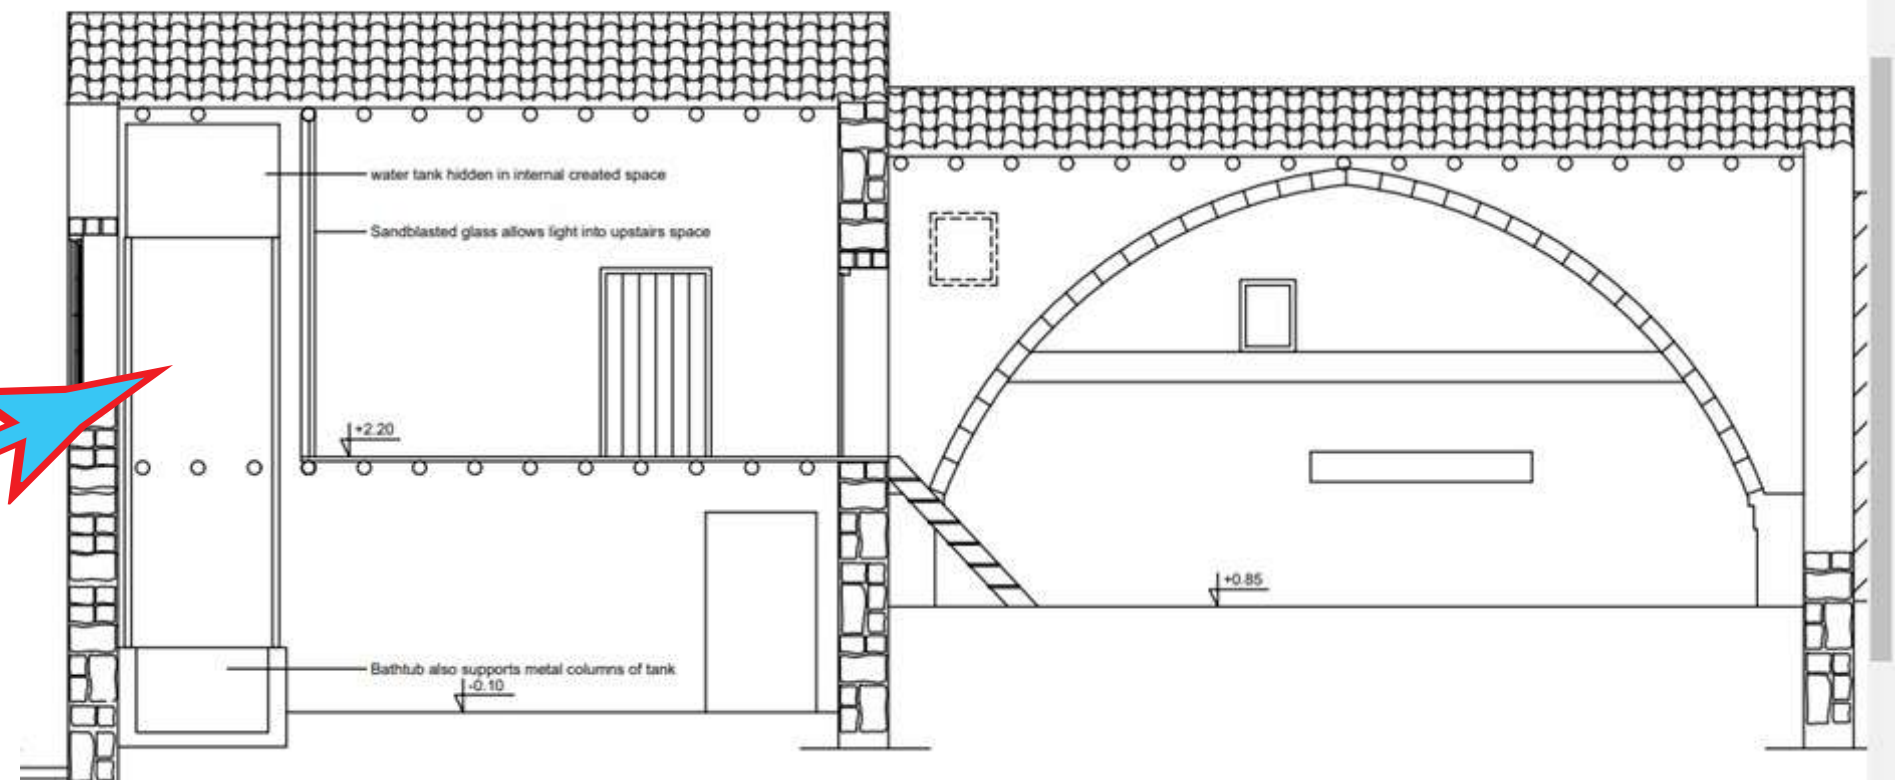 water tank hidden in internal created space
Sandblasted glass allows light into upstairs space
+2.20
+0.85
Bathtub also supports metal columns of tank
-0.10